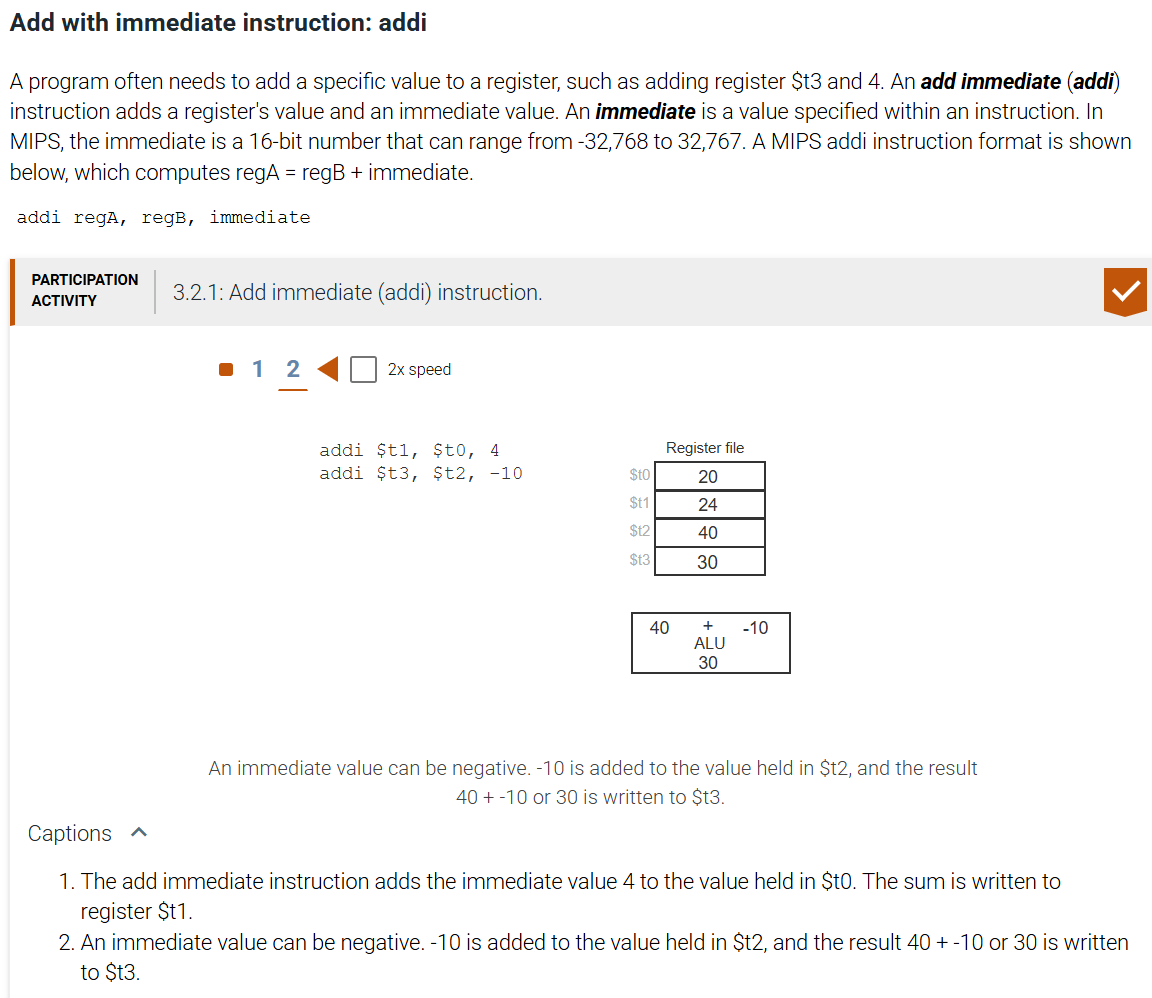 Add with immediate instruction: addi
A program often needs to add a specific value to a register, such as adding register $t3 and 4. An add immediate (addi)
instruction adds a register's value and an immediate value. An immediate is a value specified within an instruction. In
MIPS, the immediate is a 16-bit number that can range from -32,768 to 32,767. A MIPS addi instruction format is shown
below, which computes regA = regB + immediate.
addi regA, regB, immediate
PARTICIPATION
ACTIVITY
3.2.1: Add immediate (addi) instruction.
1 2 2x speed
addi $t1, $t0, 4
addi $t3, $t2, -10
Register file
$t0 20
$t1 24
$t2 40
$t3 30
40 + -10
ALU
30
An immediate value can be negative. -10 is added to the value held in $t2, and the result
40 + -10 or 30 is written to $t3.
Captions
1. The add immediate instruction adds the immediate value 4 to the value held in $t0. The sum is written to
register $t1.
2. An immediate value can be negative. -10 is added to the value held in $t2, and the result 40 + -10 or 30 is written
to $t3.